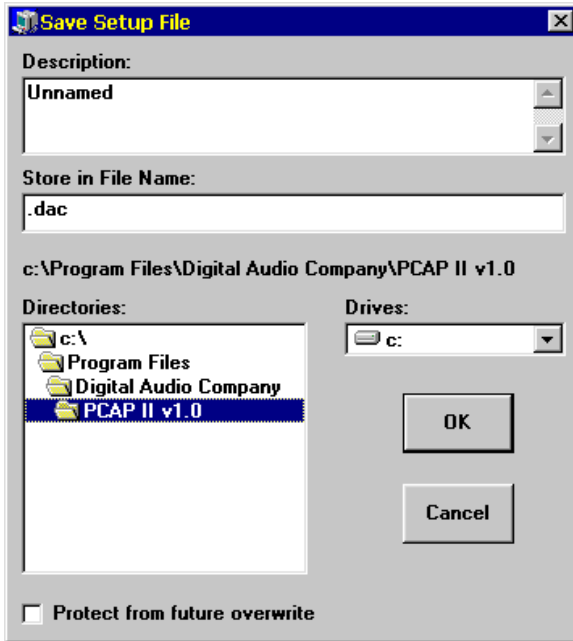 Save Setup File
Description:
Unnamed
Store in File Name:
.dac
c:\Program Files\Digital Audio Company\PCAP II v1.0
Directories:
c:\
Program Files
Digital Audio Company
PCAP II v1.0
Drives:
c:
OK
Cancel
Protect from future overwrite